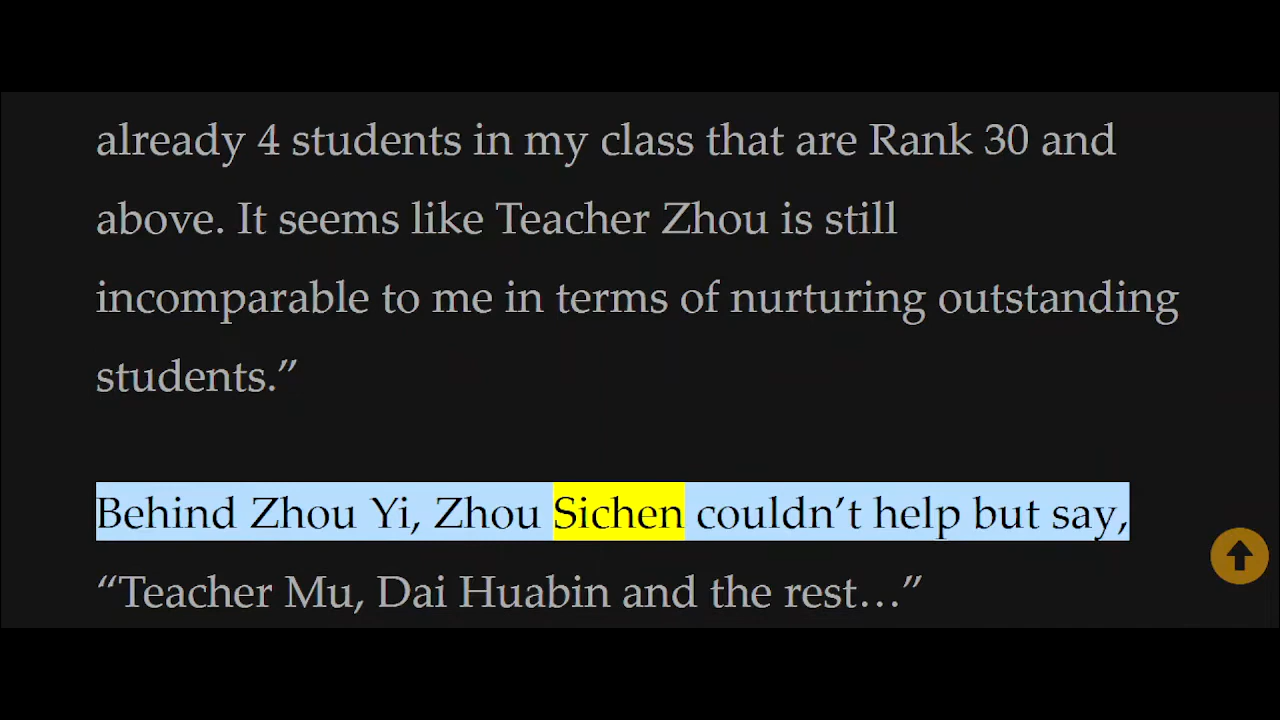 already 4 students in my class that are Rank 30 and
above. It seems like Teacher Zhou is still
incomparable to me in terms of nurturing outstanding
students.”
Behind Zhou Yi, Zhou Sichen couldn’t help but say,
“Teacher Mu, Dai Huabin and the rest…”